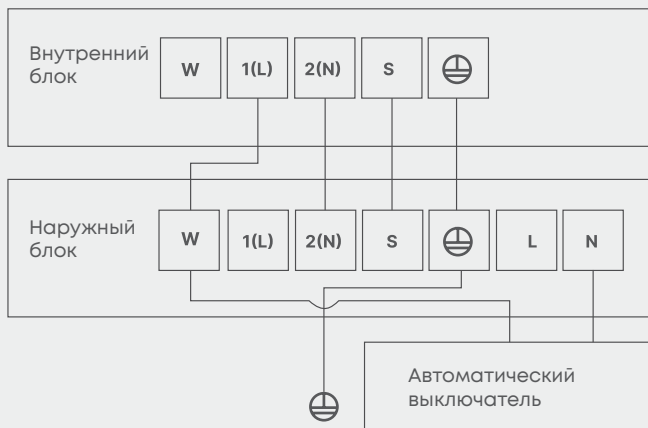 Внутренний
блок
W 1(L) 2(N) S
Наружный
блок
W 1(L) 2(N) S L N
Автоматический
выключатель